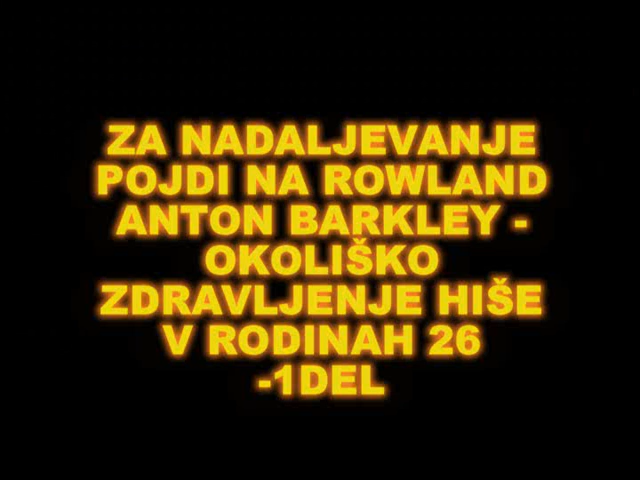 ZA NADALJEVANJE
POJDI NA ROWLAND
ANTON BARKLEY -
OKOLIŠKO
ZDRAVLJENJE HIŠE
V RODINAH 26
-1DEL